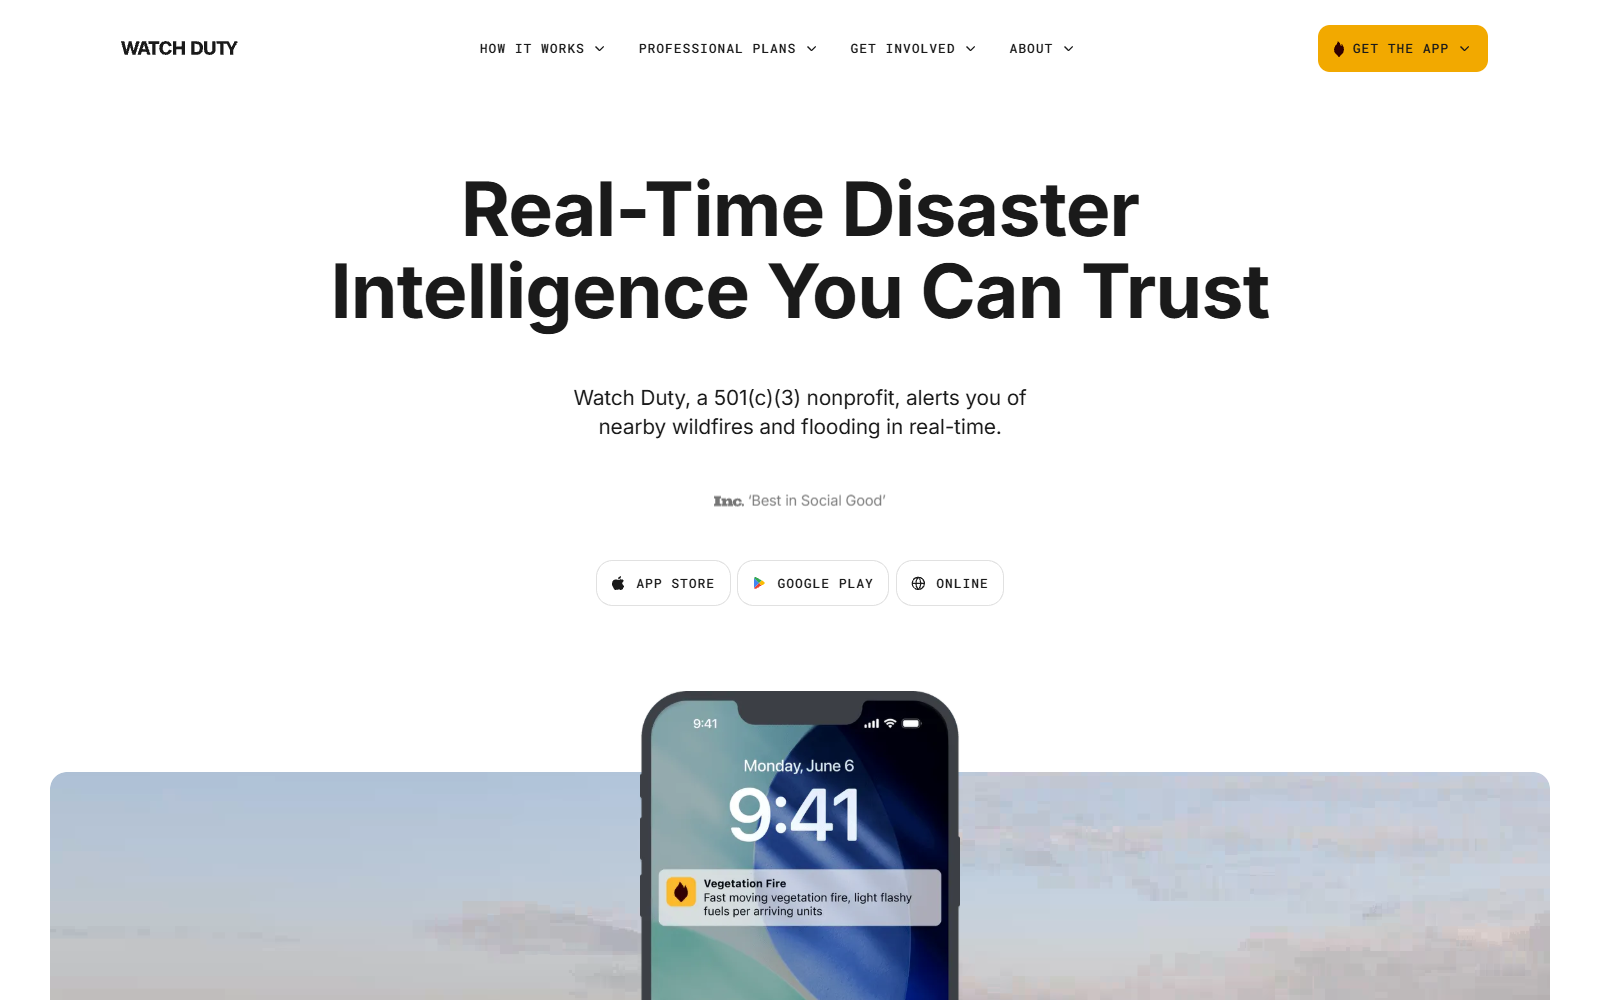 WATCH DUTY
HOW IT WORKS
PROFESSIONAL PLANS
GET INVOLVED
ABOUT
GET THE APP
Real-Time Disaster
Intelligence You Can Trust
Watch Duty, a 501(c)(3) nonprofit, alerts you of
nearby wildfires and flooding in real-time.
Inc. ‘Best in Social Good’
APP STORE
GOOGLE PLAY
ONLINE
9:41
Monday, June 6
9:41
Vegetation Fire
Fast moving vegetation fire, light flashy
fuels per arriving units